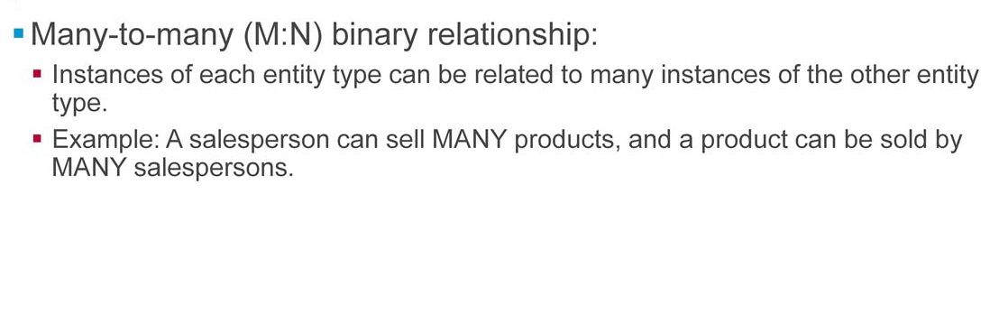 ▪ Many-to-many (M:N) binary relationship:
▪ Instances of each entity type can be related to many instances of the other entity
type.
▪ Example: A salesperson can sell MANY products, and a product can be sold by
MANY salespersons.